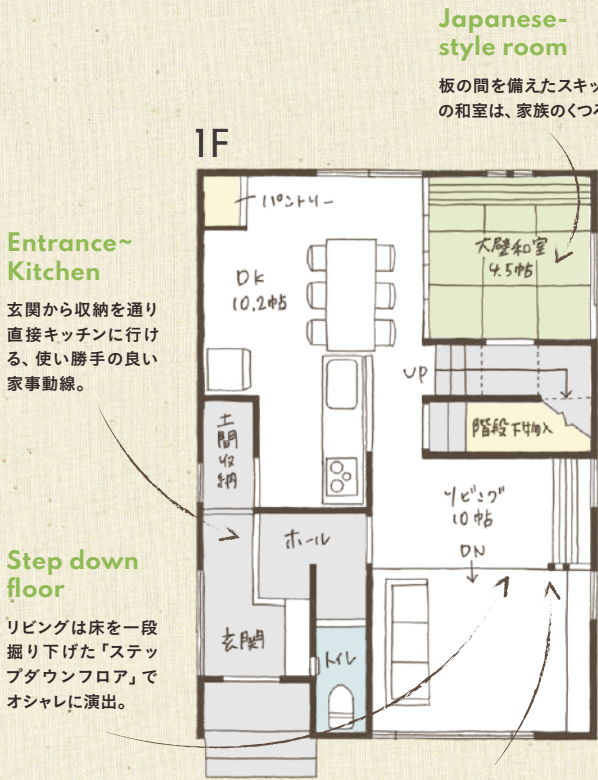 Japanese-
style room
板の間を備えたスキッ
の和室は、家族のくつろ
1F
パントリー
大壁和室
4.5帖
DK
10.2帖
Entrance~
Kitchen
玄関から収納を通り
直接キッチンに行け
る、使い勝手の良い
家事動線。
UP
階段下物入
土間収納
リビング
10帖
DN
ホール
Step down
floor
リビングは床を一段
掘り下げた「ステッ
プダウンフロア」で
オシャレに演出。
玄関
トイレ